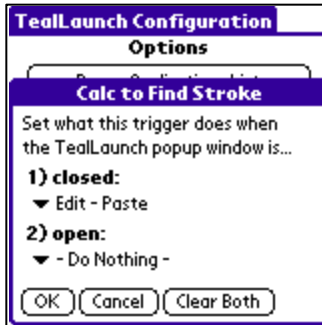 TealLaunch Configuration
Options
Calc to Find Stroke
Set what this trigger does when
the TealLaunch popup window is...
1) closed:
Edit - Paste
2) open:
- Do Nothing -
OK Cancel Clear Both